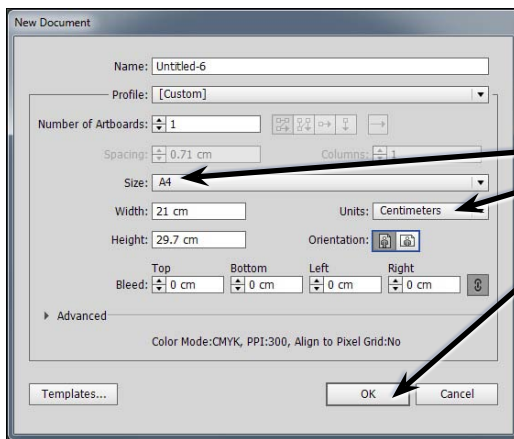 New Document
Name: Untitled-6
Profile: [Custom]
Number of Artboards: 1
Spacing: 0.71 cm Columns: 1
Size: A4
Width: 21 cm Units: Centimeters
Height: 29.7 cm Orientation:
Top Bottom Left Right
Bleed: 0 cm 0 cm 0 cm 0 cm
Advanced
Color Mode:CMYK, PPI:300, Align to Pixel Grid:No
Templates... OK Cancel